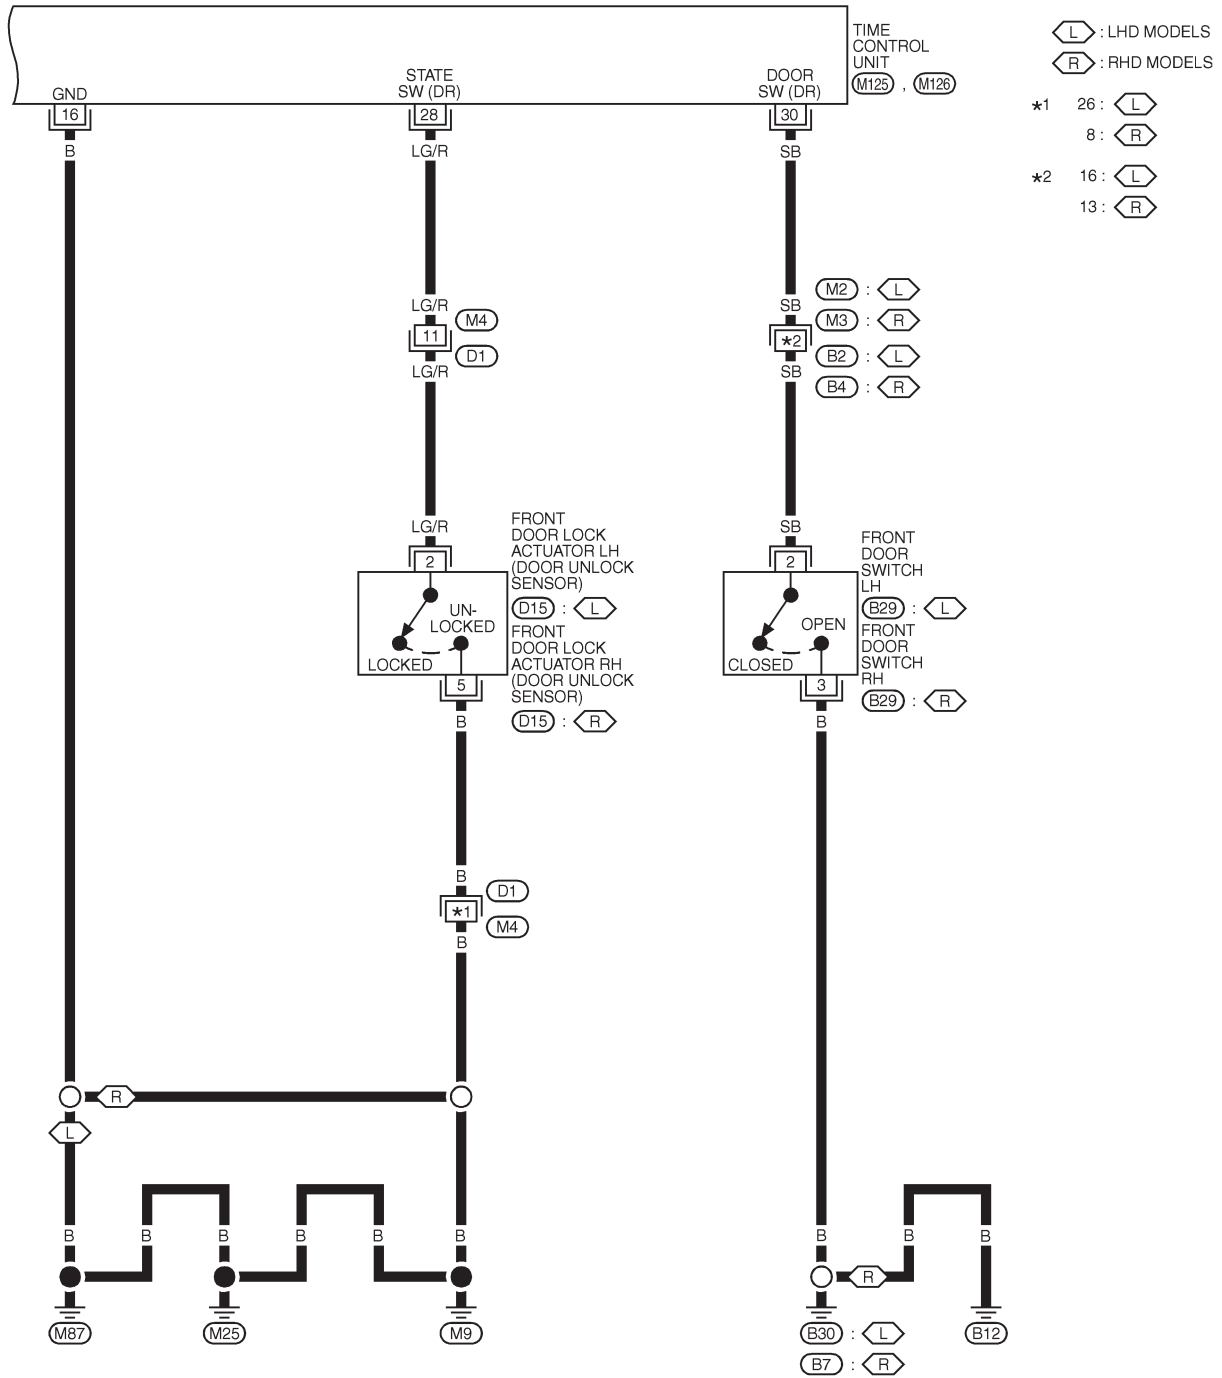 TIME
CONTROL
UNIT
M125 , M126
L : LHD MODELS
R : RHD MODELS
*1 26 : L
8 : R
*2 16 : L
13 : R
GND
STATE
SW (DR)
DOOR
SW (DR)
16
28
30
B
LG/R
SB
M2 : L
LG/R
SB
M4
M3 : R
11
*2
D1
B2 : L
LG/R
SB
B4 : R
LG/R
SB
FRONT
DOOR LOCK
ACTUATOR LH
(DOOR UNLOCK
SENSOR)
D15 : L
FRONT
DOOR LOCK
ACTUATOR RH
(DOOR UNLOCK
SENSOR)
D15 : R
2
UN-
LOCKED
LOCKED
5
B
FRONT
DOOR
SWITCH
LH
B29 : L
FRONT
DOOR
SWITCH
RH
B29 : R
2
OPEN
CLOSED
3
B
B
D1
*1
M4
B
R
L
B B B B B B B B B
R
M87
M25
M9
B30 : L
B12
B7 : R